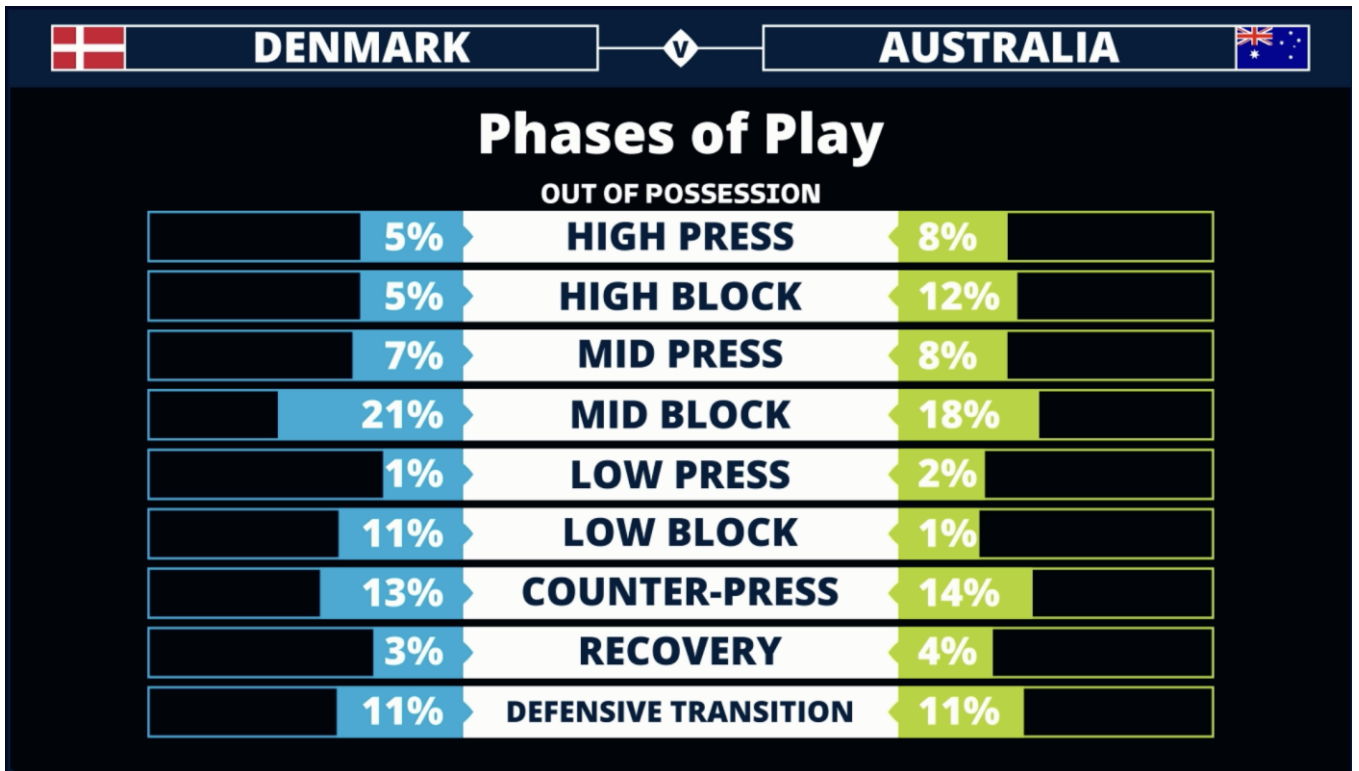 DENMARK V AUSTRALIA
Phases of Play
OUT OF POSSESSION
5% HIGH PRESS 8%
5% HIGH BLOCK 12%
7% MID PRESS 8%
21% MID BLOCK 18%
1% LOW PRESS 2%
11% LOW BLOCK 1%
13% COUNTER-PRESS 14%
3% RECOVERY 4%
11% DEFENSIVE TRANSITION 11%